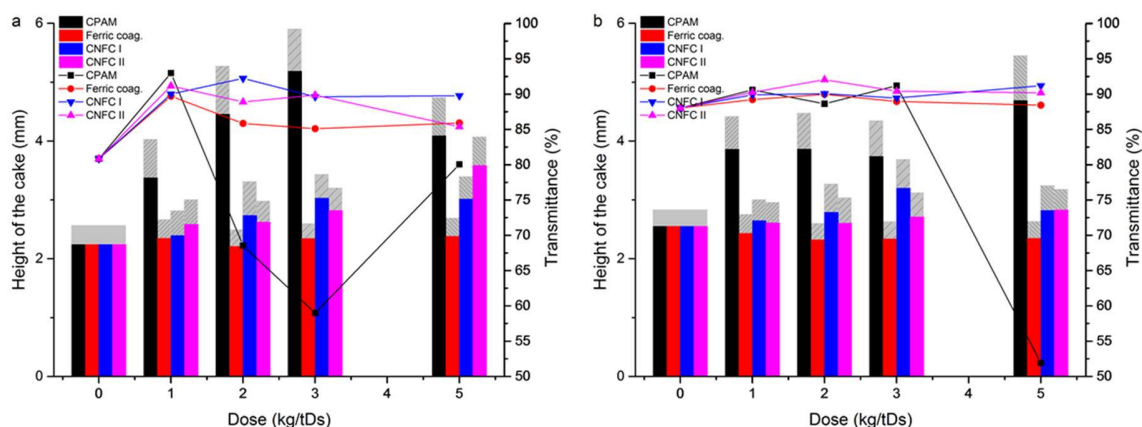 a
CPAM
Ferric coag.
CNFC I
CNFC II
CPAM
Ferric coag.
CNFC I
CNFC II
6
4
2
0
Height of the cake (mm)
100
95
90
85
80
75
70
65
60
55
50
Transmittance (%)
0 1 2 3 4 5
Dose (kg/tDs)
b
CPAM
Ferric coag.
CNFC I
CNFC II
CPAM
Ferric coag.
CNFC I
CNFC II
6
4
2
0
Height of the cake (mm)
100
95
90
85
80
75
70
65
60
55
50
Transmittance (%)
0 1 2 3 4 5
Dose (kg/tDs)